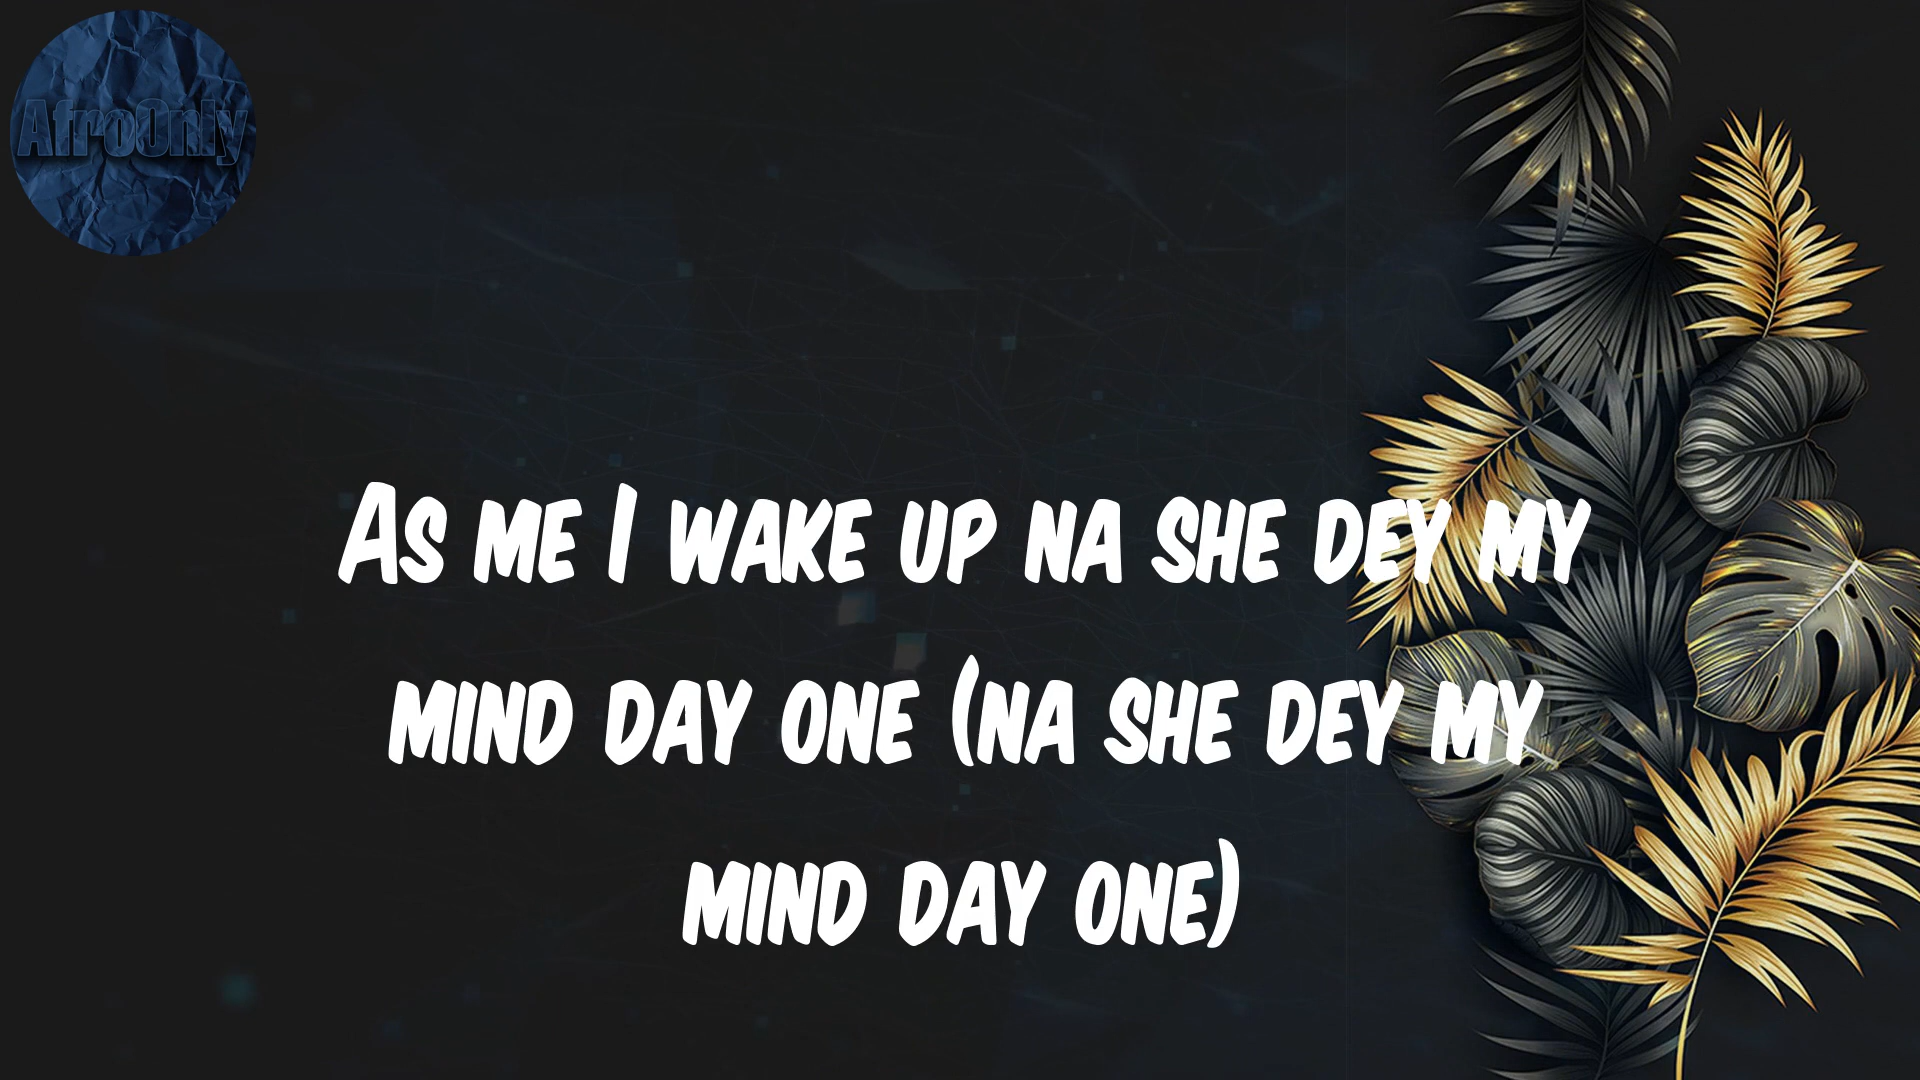 AfroOnly
As me I wake up na she dey my
mind day one (na she dey my
mind day one)